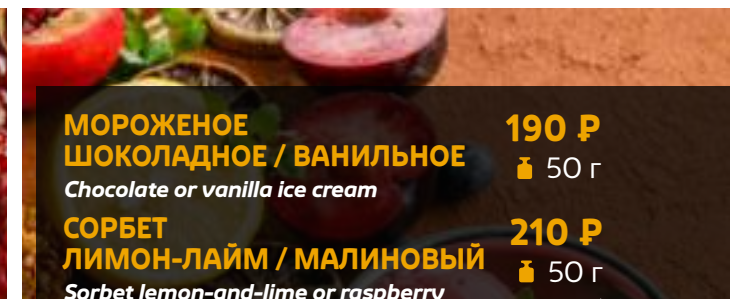 МОРОЖЕНОЕ
ШОКОЛАДНОЕ / ВАНИЛЬНОЕ
190 ₽
50 г
Chocolate or vanilla ice cream
СОРБЕТ
ЛИМОН-ЛАЙМ / МАЛИНОВЫЙ
210 ₽
50 г
Sorbet lemon-and-lime or raspberry